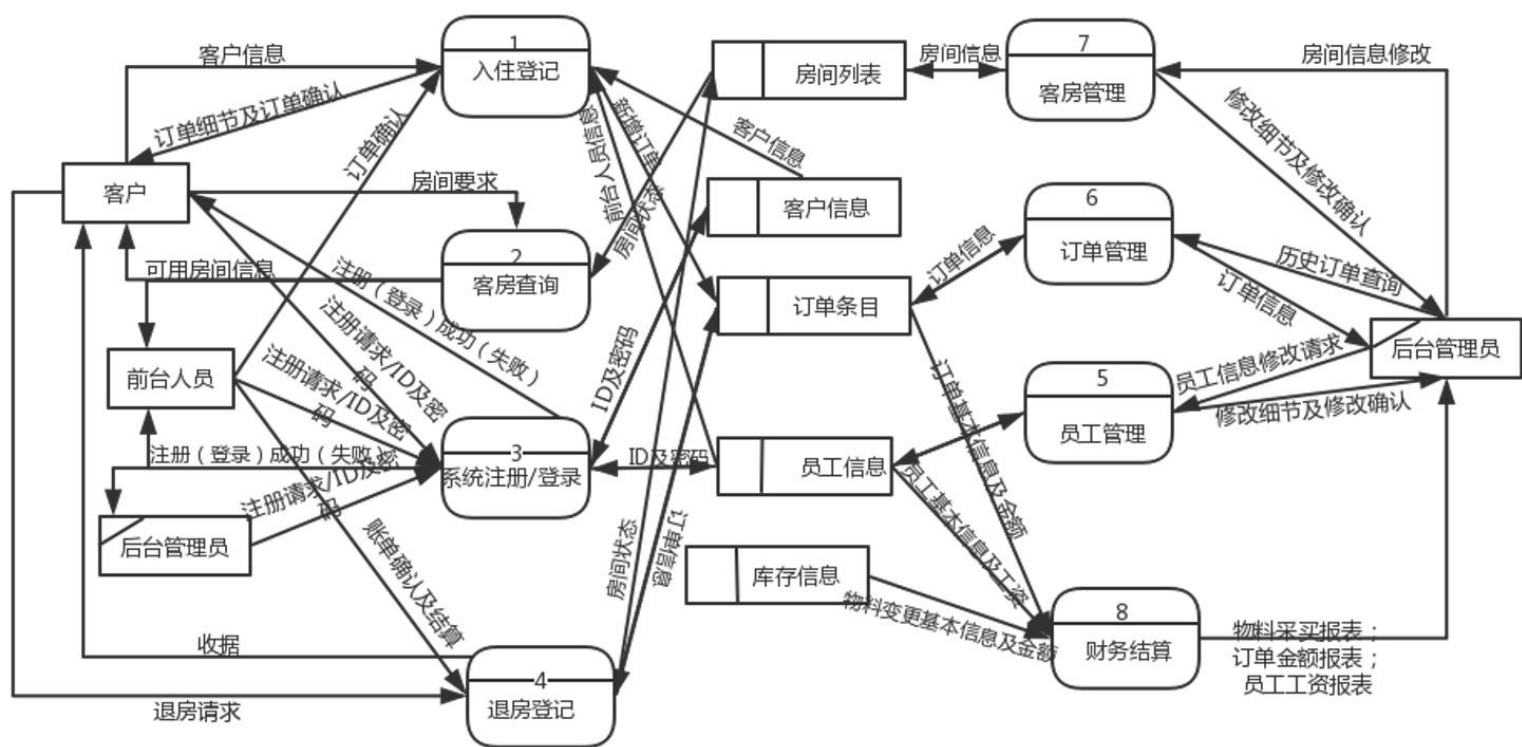 客户信息
1
入住登记
订单细节及订单确认
订单确认
客户
房间要求
2
客房查询
可用房间信息
前台人员
注册（登录）成功（失败）
注册请求/ID及密
码
注册请求/ID及密
码
3
系统注册/登录
注册（登录）成功（失败）
注册请求/ID及密
码
后台管理员
账单确认及结算
收据
4
退房登记
退房请求
房间列表
房间信息
7
客房管理
房间信息修改
修改细节及修改确认
新增订单
前台人员信息
房间状态
客户信息
客户信息
ID及密码
订单条目
订单信息
6
订单管理
历史订单查询
订单信息
后台管理员
员工信息修改请求
5
员工管理
修改细节及修改确认
ID及密码
员工信息
订单基本信息及金额
员工基本信息及工资
房间状态
订单信息
库存信息
物料变更基本信息及金额
8
财务结算
物料采买报表；
订单金额报表；
员工工资报表